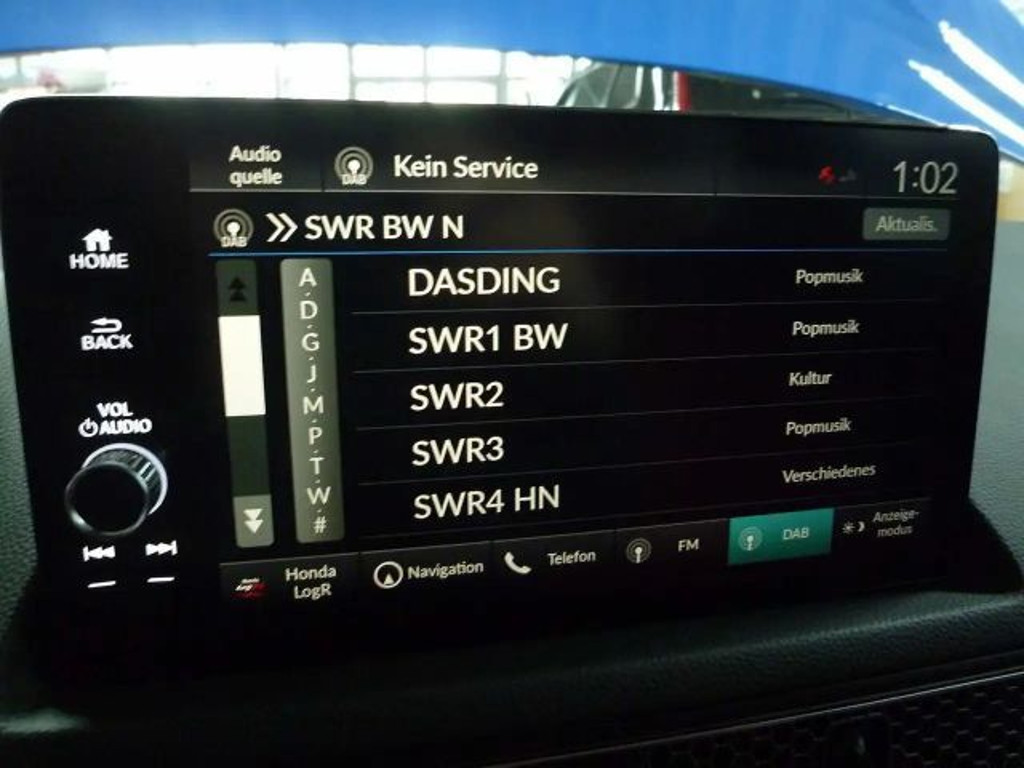 Audio
quelle
DAB
Kein Service
1:02
DAB
SWR BW N
Aktualis.
HOME
BACK
VOL
AUDIO
A
D
G
J
M
P
T
W
#
DASDING Popmusik
SWR1 BW Popmusik
SWR2 Kultur
SWR3 Popmusik
SWR4 HN Verschiedenes
Honda
LogR
Navigation
Telefon
FM
DAB
Anzeige-
modus